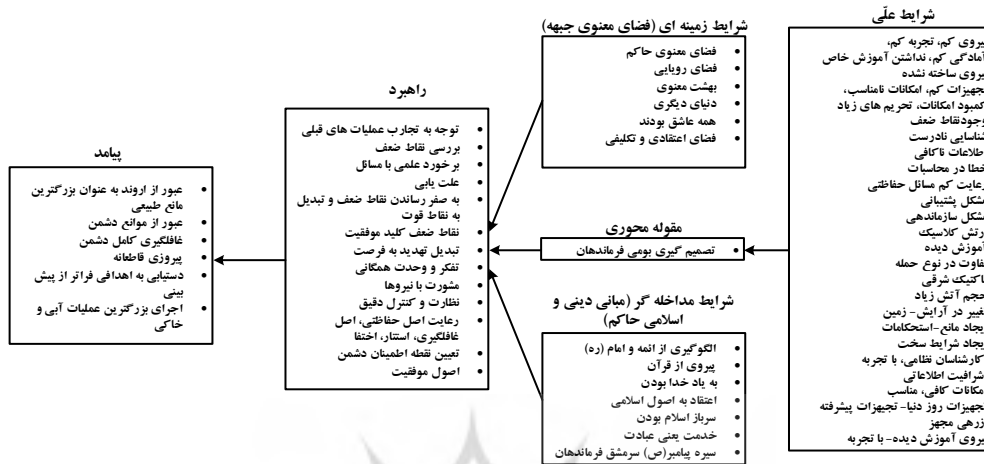 شرایط علّی
نیروی کم، تجربه کم،
آمادگی کم، نداشتن آموزش خاص
نیروی ساخته نشده
تجهیزات کم، امکانات نامناسب،
کمبود امکانات، تحریم های زیاد
وجودنقاط ضعف
شناسایی نادرست
اطلاعات ناکافی
خطا در محاسبات
رعایت کم مسائل حفاظتی
مشکل پشتیبانی
مشکل سازماندهی
ارتش کلاسیک
آموزش دیده
تفاوت در نوع حمله
تاکتیک شرقی
حجم آتش زیاد
تغییر در آرایش- زمین
ایجاد مانع-استحکامات
ایجاد شرایط سخت
کارشناسان نظامی، با تجربه
اشرافیت اطلاعاتی
امکانات کافی، مناسب
تجهیزات روز دنیا- تجیهزات پیشرفته
زرهی مجهز
نیروی آموزش دیده- با تجربه
شرایط زمینه ای (فضای معنوی جبهه)
• فضای معنوی حاکم
• فضای رویایی
• بهشت معنوی
• دنیای دیگری
• همه عاشق بودند
• فضای اعتقادی و تکلیفی
مقوله محوری
• تصمیم گیری بومی فرماندهان
شرایط مداخله گر (مبانی دینی و
اسلامی حاکم)
• الگوگیری از ائمه و امام (ره)
• پیروی از قرآن
• به یاد خدا بودن
• اعتقاد به اصول اسلامی
• سرباز اسلام بودن
• خدمت یعنی عبادت
• سیره پیامبر(ص) سرمشق فرماندهان
راهبرد
• توجه به تجارب عملیات های قبلی
• بررسی نقاط ضعف
• برخورد علمی با مسائل
• علت یابی
• به صفر رساندن نقاط ضعف و تبدیل
به نقاط قوت
• نقاط ضعف کلید موفقیت
• تبدیل تهدید به فرصت
• تفکر و وحدت همگانی
• مشورت با نیروها
• نظارت و کنترل دقیق
• رعایت اصل حفاظتی، اصل
غافلگیری، استتار، اختفا
• تعیین نقطه اطمینان دشمن
• اصول موفقیت
پیامد
• عبور از اروند به عنوان بزرگترین
مانع طبیعی
• عبور از موانع دشمن
• غافلگیری کامل دشمن
• پیروزی قاطعانه
• دستیابی به اهدافی فراتر از پیش
بینی
• اجرای بزرگترین عملیات آبی و
خاکی